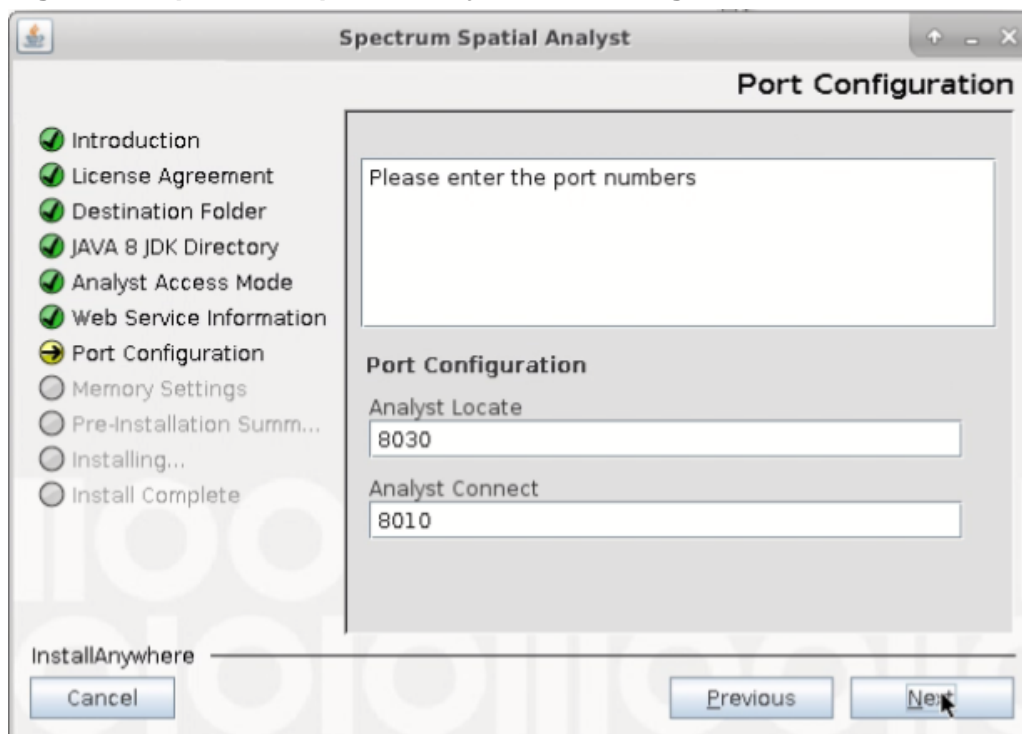 Spectrum Spatial Analyst
Port Configuration
Introduction
License Agreement
Destination Folder
JAVA 8 JDK Directory
Analyst Access Mode
Web Service Information
Port Configuration
Memory Settings
Pre-Installation Summ...
Installing...
Install Complete
Please enter the port numbers
Port Configuration
Analyst Locate
8030
Analyst Connect
8010
InstallAnywhere
Cancel
Previous
Next